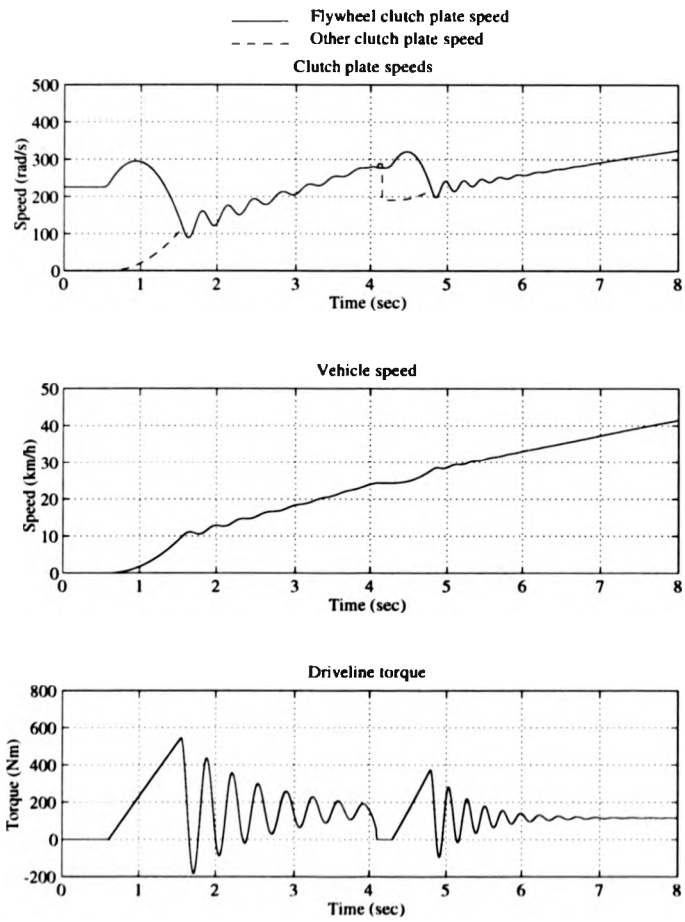 Flywheel clutch plate speed
Other clutch plate speed
Clutch plate speeds
500
400
300
200
100
0
Speed (rad/s)
0 1 2 3 4 5 6 7 8
Time (sec)
Vehicle speed
50
40
30
20
10
0
Speed (km/h)
0 1 2 3 4 5 6 7 8
Time (sec)
Driveline torque
800
600
400
200
0
-200
Torque (Nm)
0 1 2 3 4 5 6 7 8
Time (sec)